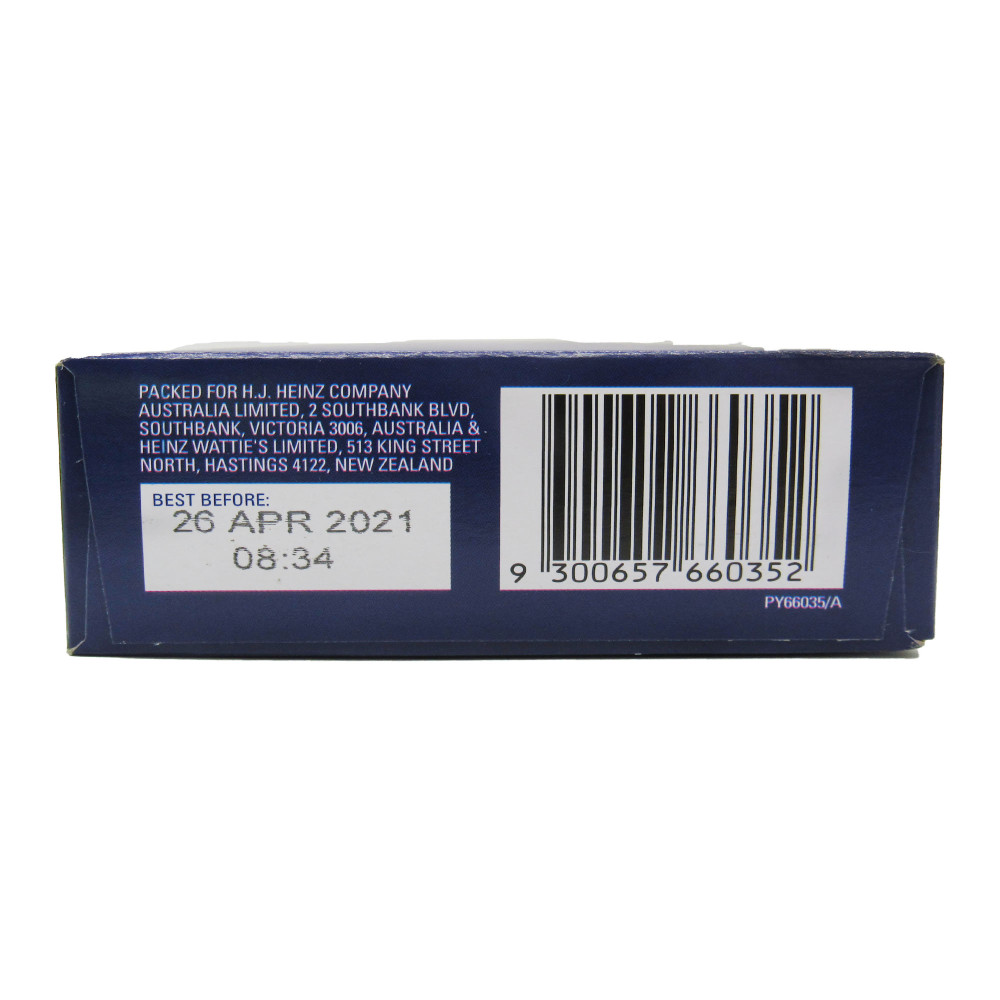 PACKED FOR H.J. HEINZ COMPANY
AUSTRALIA LIMITED, 2 SOUTHBANK BLVD,
SOUTHBANK, VICTORIA 3006, AUSTRALIA &
HEINZ WATTIE'S LIMITED, 513 KING STREET
NORTH, HASTINGS 4122, NEW ZEALAND
BEST BEFORE:
26 APR 2021
08:34
9 300657 660352
PY66035/A